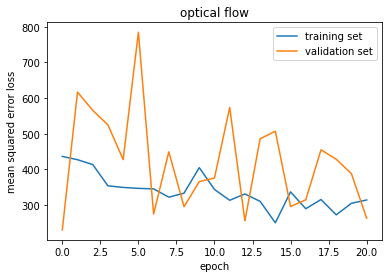 optical flow
training set
validation set
mean squared error loss
800
700
600
500
400
300
0.0 2.5 5.0 7.5 10.0 12.5 15.0 17.5 20.0
epoch